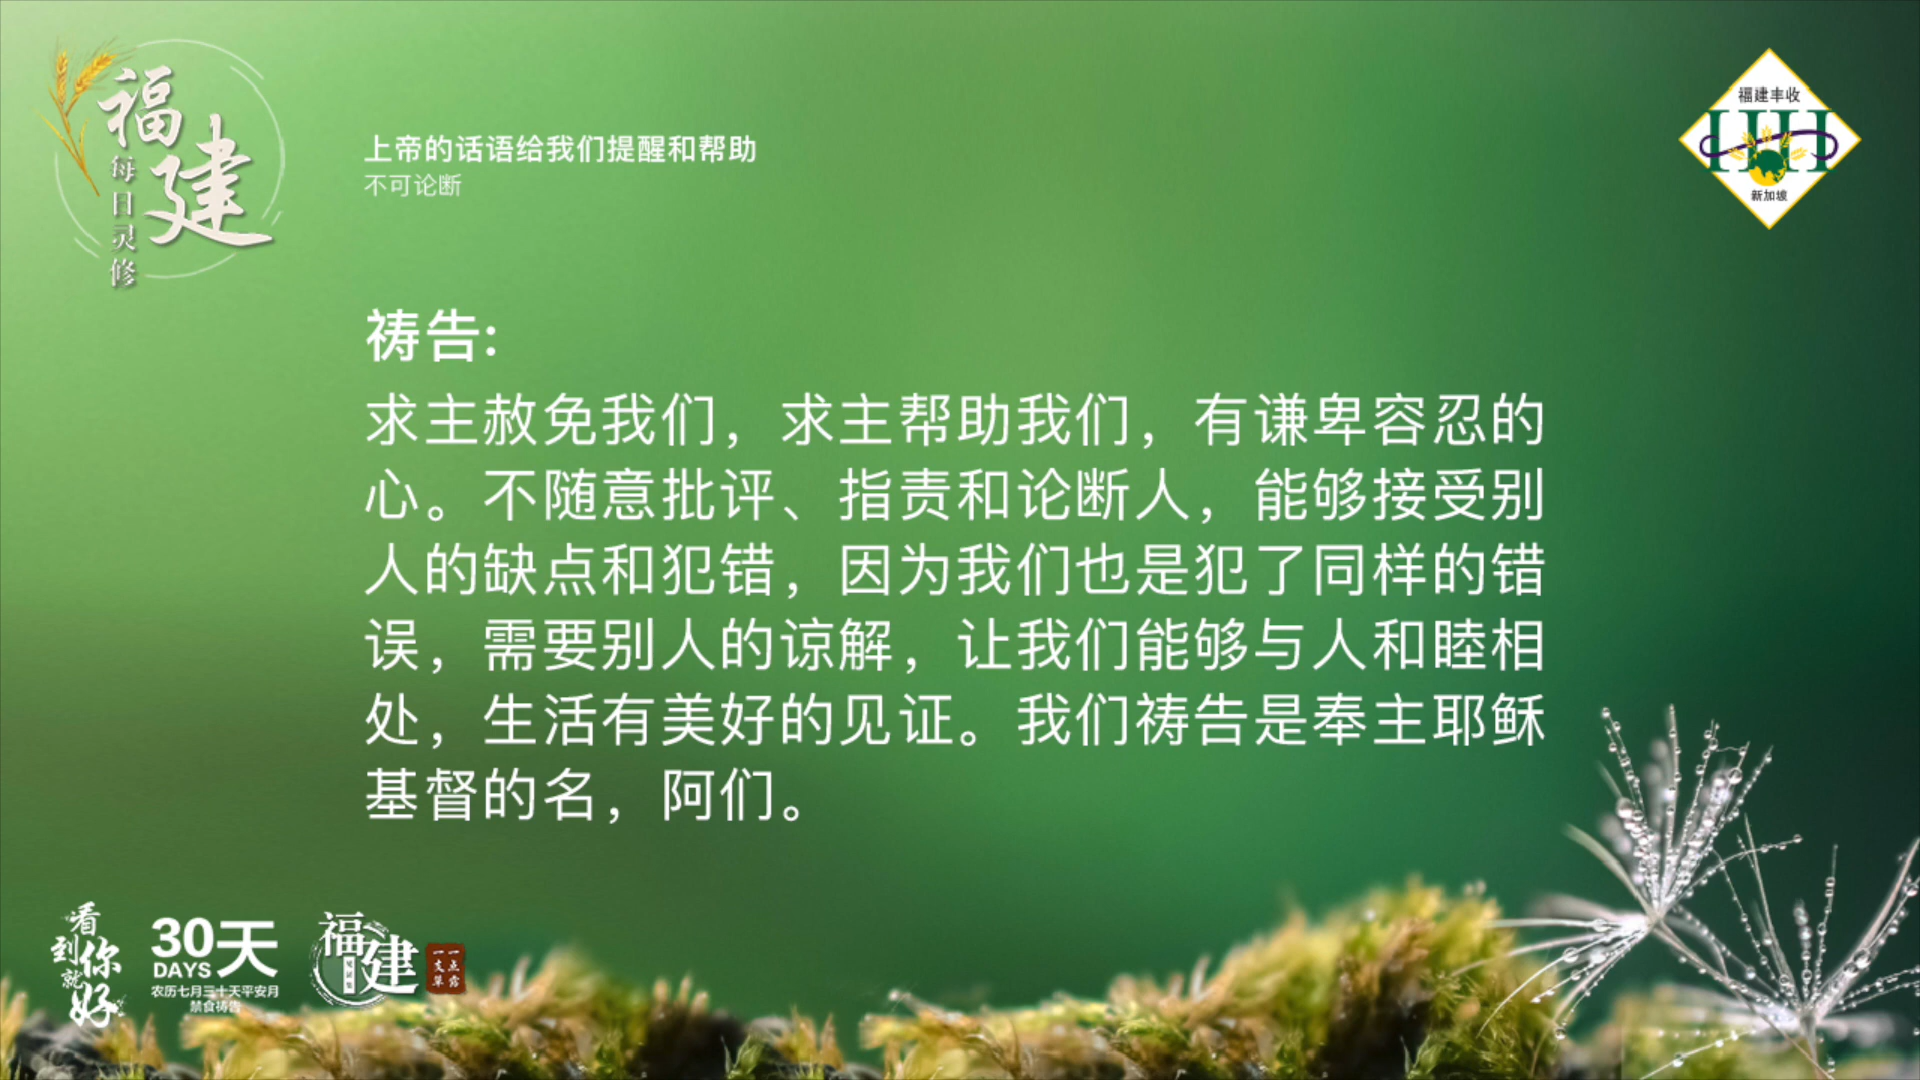 福建
每日灵修
上帝的话语给我们提醒和帮助
不可论断
福建丰收
HH
新加坡
祷告:
求主赦免我们，求主帮助我们，有谦卑容忍的
心。不随意批评、指责和论断人，能够接受别
人的缺点和犯错，因为我们也是犯了同样的错
误，需要别人的谅解，让我们能够与人和睦相
处，生活有美好的见证。我们祷告是奉主耶稣
基督的名，阿们。
看到你就好
30天
DAYS
农历七月三十天平安月
禁食祷告
福建
一点露
一支草